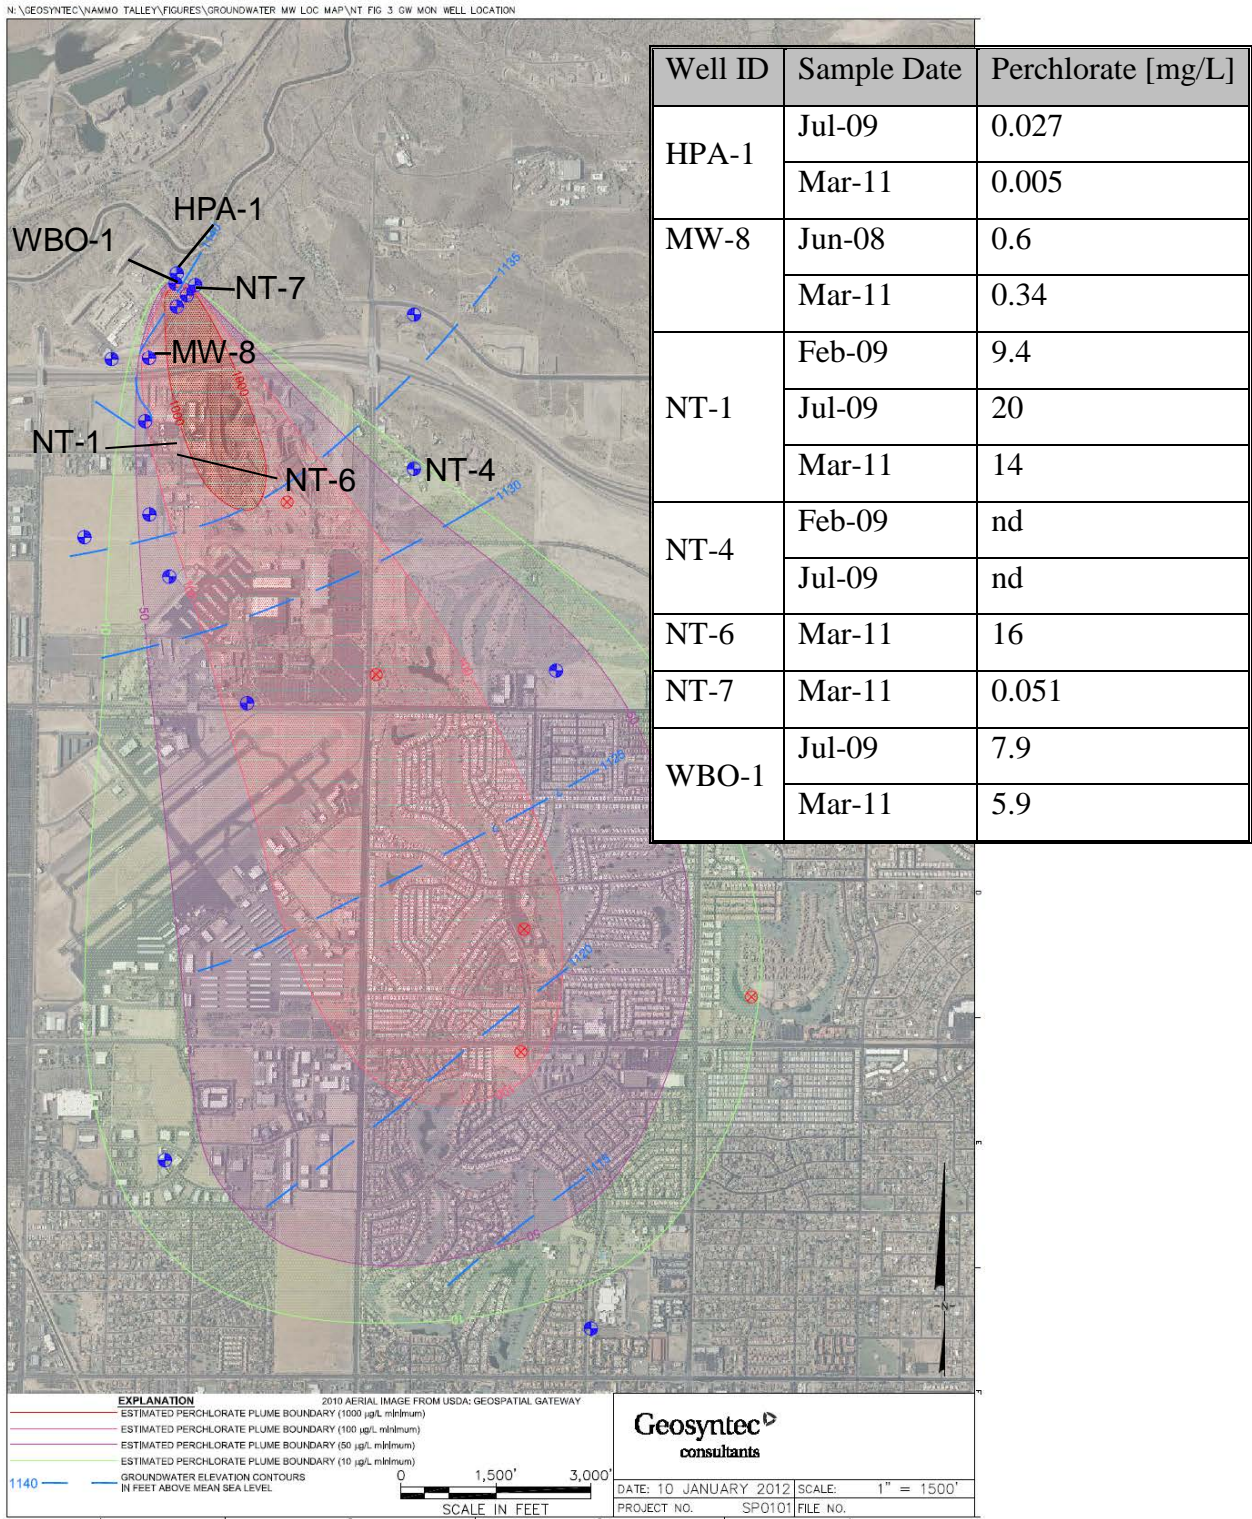 N:\GEOSYNTEC\NAMMO TALLEY\FIGURES\GROUNDWATER MW LOC MAP\NT FIG 3 GW MON WELL LOCATION
Well ID Sample Date Perchlorate [mg/L]
HPA-1 Jul-09 0.027
Mar-11 0.005
MW-8 Jun-08 0.6
Mar-11 0.34
NT-1 Feb-09 9.4
Jul-09 20
Mar-11 14
NT-4 Feb-09 nd
Jul-09 nd
NT-6 Mar-11 16
NT-7 Mar-11 0.051
WBO-1 Jul-09 7.9
Mar-11 5.9
HPA-1
WBO-1
1140
1135
NT-7
MW-8
1000
1000
NT-1
NT-6
NT-4
1130
50
1125
1120
1115
50
10
-N-
EXPLANATION
2010 AERIAL IMAGE FROM USDA: GEOSPATIAL GATEWAY
ESTIMATED PERCHLORATE PLUME BOUNDARY (1000 µg/L minimum)
ESTIMATED PERCHLORATE PLUME BOUNDARY (100 µg/L minimum)
ESTIMATED PERCHLORATE PLUME BOUNDARY (50 µg/L minimum)
ESTIMATED PERCHLORATE PLUME BOUNDARY (10 µg/L minimum)
1140 GROUNDWATER ELEVATION CONTOURS
IN FEET ABOVE MEAN SEA LEVEL
0 1,500' 3,000'
SCALE IN FEET
Geosyntec
consultants
DATE: 10 JANUARY 2012 SCALE: 1" = 1500'
PROJECT NO. SP0101 FILE NO.